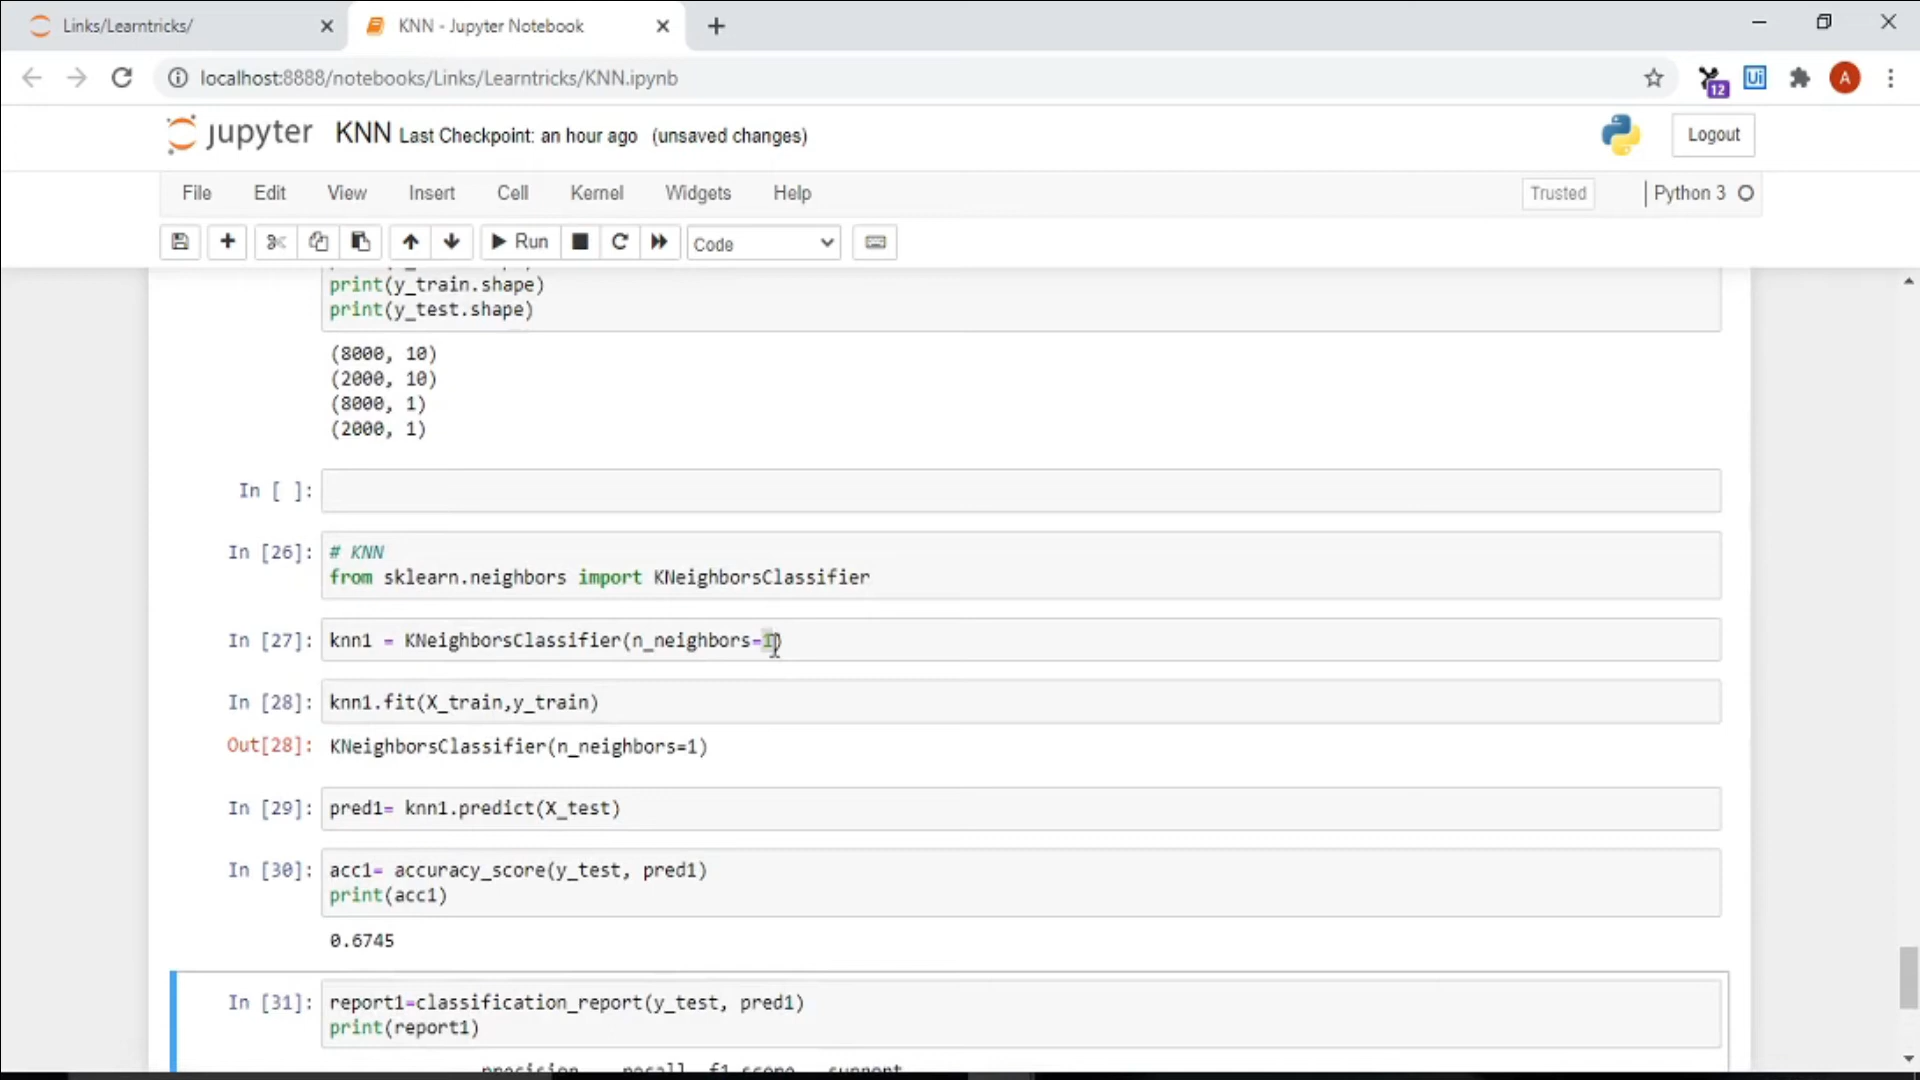 Links/Learntricks/
KNN - Jupyter Notebook
localhost:8888/notebooks/Links/Learntricks/KNN.ipynb
12
Ui
A
jupyter KNN Last Checkpoint: an hour ago (unsaved changes)
Logout
File Edit View Insert Cell Kernel Widgets Help
Trusted
Python 3
Run
Code
print(y_train.shape)
print(y_test.shape)
(8000, 10)
(2000, 10)
(8000, 1)
(2000, 1)
In [ ]:
In [26]: # KNN
from sklearn.neighbors import KNeighborsClassifier
In [27]: knn1 = KNeighborsClassifier(n_neighbors=1)
In [28]: knn1.fit(X_train,y_train)
Out[28]: KNeighborsClassifier(n_neighbors=1)
In [29]: pred1= knn1.predict(X_test)
In [30]: acc1= accuracy_score(y_test, pred1)
print(acc1)
0.6745
In [31]: report1=classification_report(y_test, pred1)
print(report1)
precision recall f1-score support